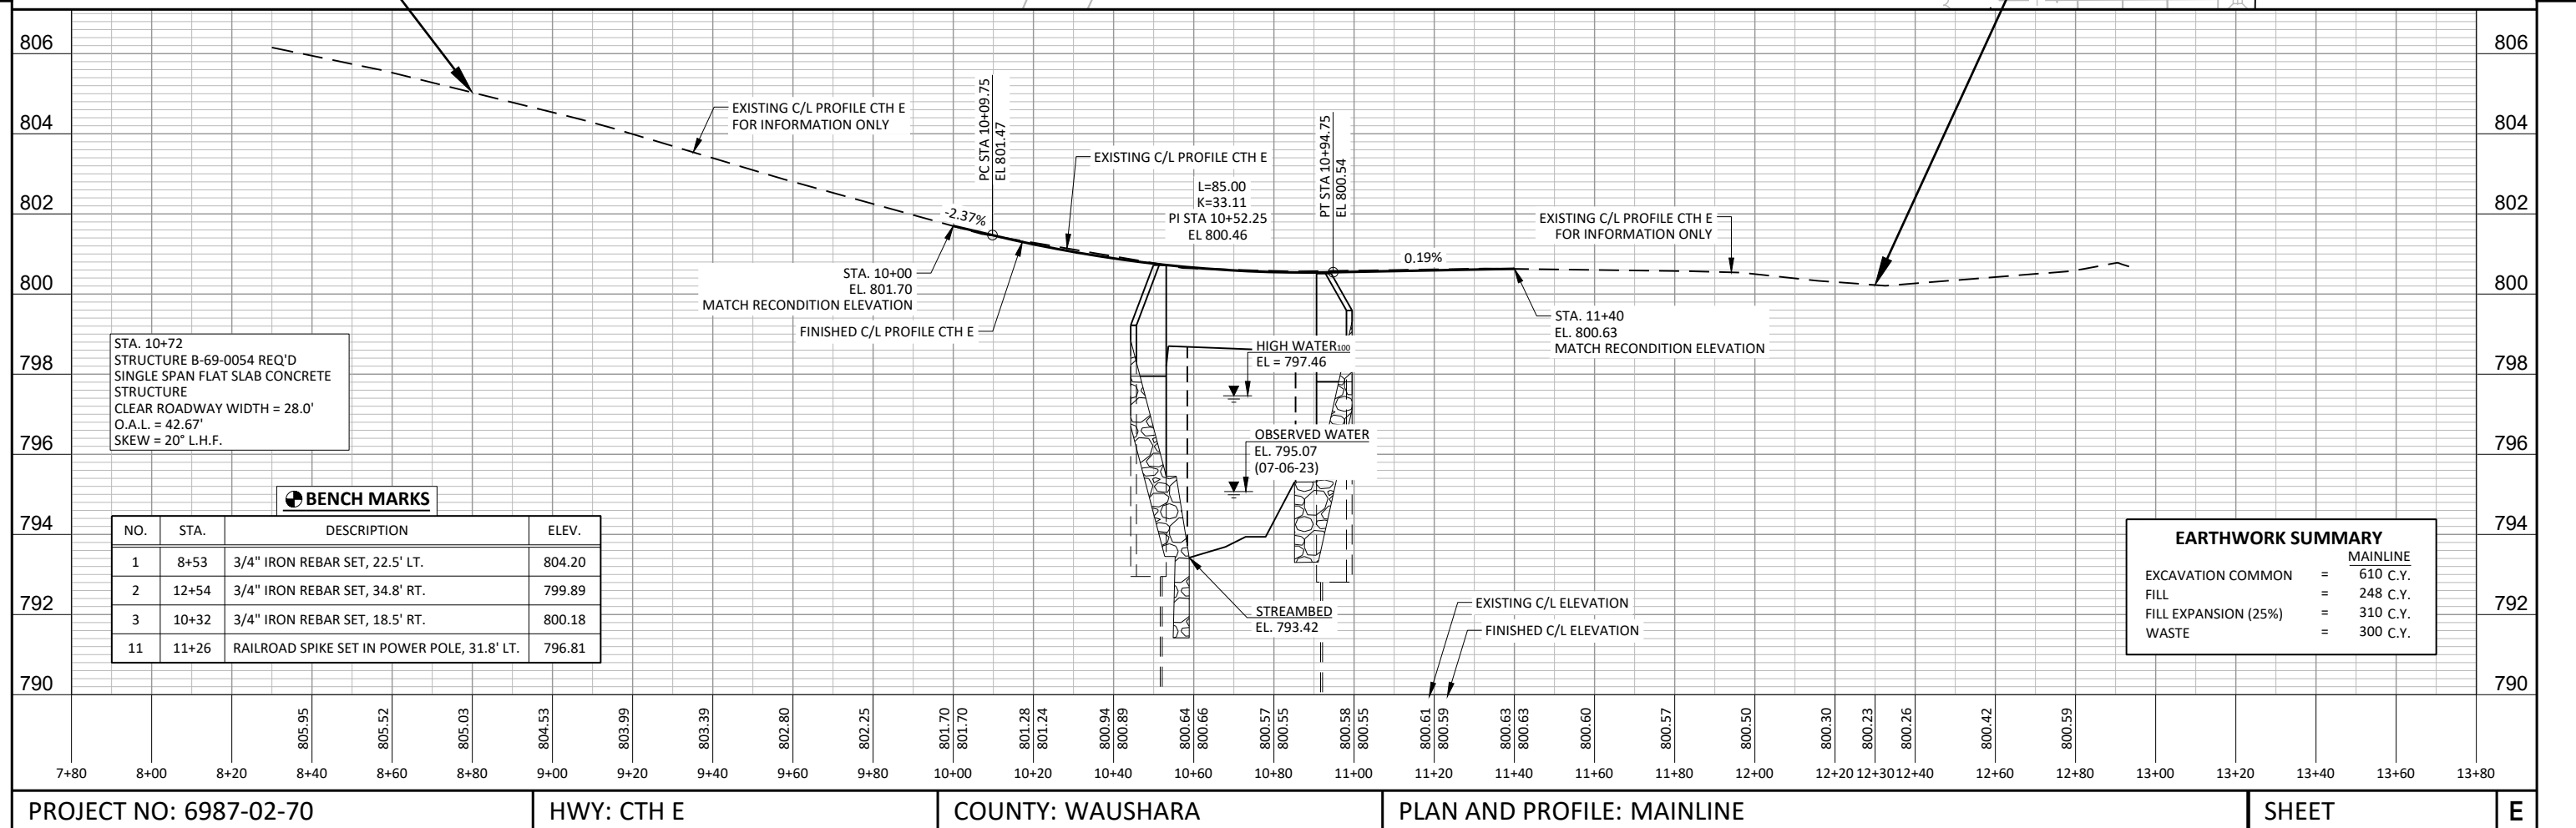 806
804
802
800
798
796
794
792
790
806
804
802
800
798
796
794
792
790
EXISTING C/L PROFILE CTH E
FOR INFORMATION ONLY
PC STA 10+09.75
EL 801.47
EXISTING C/L PROFILE CTH E
L=85.00
K=33.11
PI STA 10+52.25
EL 800.46
PT STA 10+94.75
EL 800.54
EXISTING C/L PROFILE CTH E
FOR INFORMATION ONLY
-2.37%
0.19%
STA. 10+00
EL. 801.70
MATCH RECONDITION ELEVATION
FINISHED C/L PROFILE CTH E
STA. 11+40
EL. 800.63
MATCH RECONDITION ELEVATION
STA. 10+72
STRUCTURE B-69-0054 REQ'D
SINGLE SPAN FLAT SLAB CONCRETE
STRUCTURE
CLEAR ROADWAY WIDTH = 28.0'
O.A.L. = 42.67'
SKEW = 20° L.H.F.
HIGH WATER100
EL = 797.46
OBSERVED WATER
EL. 795.07
(07-06-23)
STREAMBED
EL. 793.42
BENCH MARKS
NO. STA. DESCRIPTION ELEV.
1 8+53 3/4" IRON REBAR SET, 22.5' LT. 804.20
2 12+54 3/4" IRON REBAR SET, 34.8' RT. 799.89
3 10+32 3/4" IRON REBAR SET, 18.5' RT. 800.18
11 11+26 RAILROAD SPIKE SET IN POWER POLE, 31.8' LT. 796.81
EXISTING C/L ELEVATION
FINISHED C/L ELEVATION
EARTHWORK SUMMARY
MAINLINE
EXCAVATION COMMON = 610 C.Y.
FILL = 248 C.Y.
FILL EXPANSION (25%) = 310 C.Y.
WASTE = 300 C.Y.
805.95
805.52
805.03
804.53
803.99
803.39
802.80
802.25
801.70
801.70
801.28
801.24
800.94
800.89
800.64
800.66
800.57
800.55
800.58
800.55
800.61
800.59
800.63
800.63
800.60
800.57
800.50
800.30
800.23
800.26
800.42
800.59
7+80 8+00 8+20 8+40 8+60 8+80 9+00 9+20 9+40 9+60 9+80 10+00 10+20 10+40 10+60 10+80 11+00 11+20 11+40 11+60 11+80 12+00 12+20 12+30 12+40 12+60 12+80 13+00 13+20 13+40 13+60 13+80
PROJECT NO: 6987-02-70 HWY: CTH E COUNTY: WAUSHARA PLAN AND PROFILE: MAINLINE SHEET E